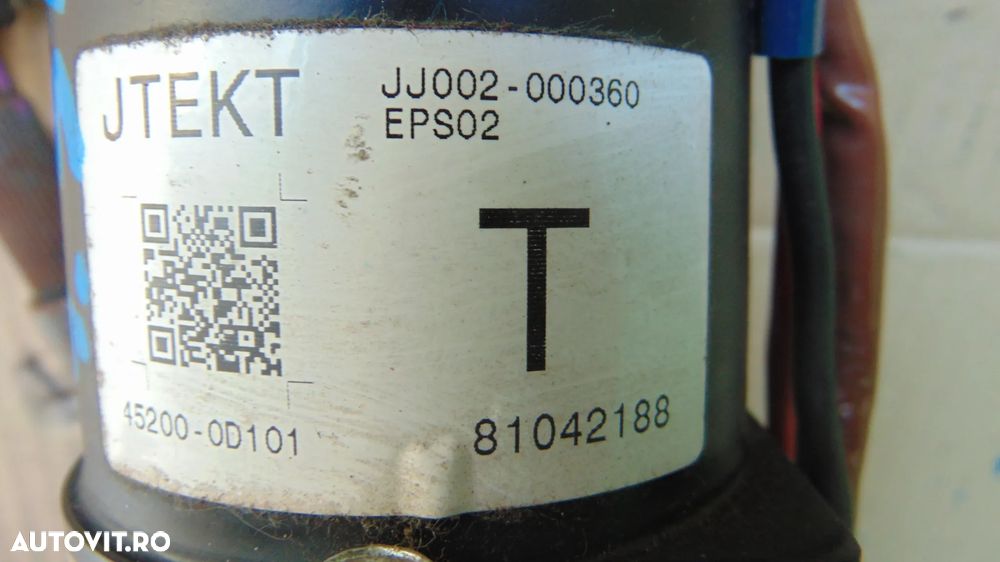 JTEKT
JJ002-000360
EPS02
T
45200-0D101
81042188
AUTOVIT.RO